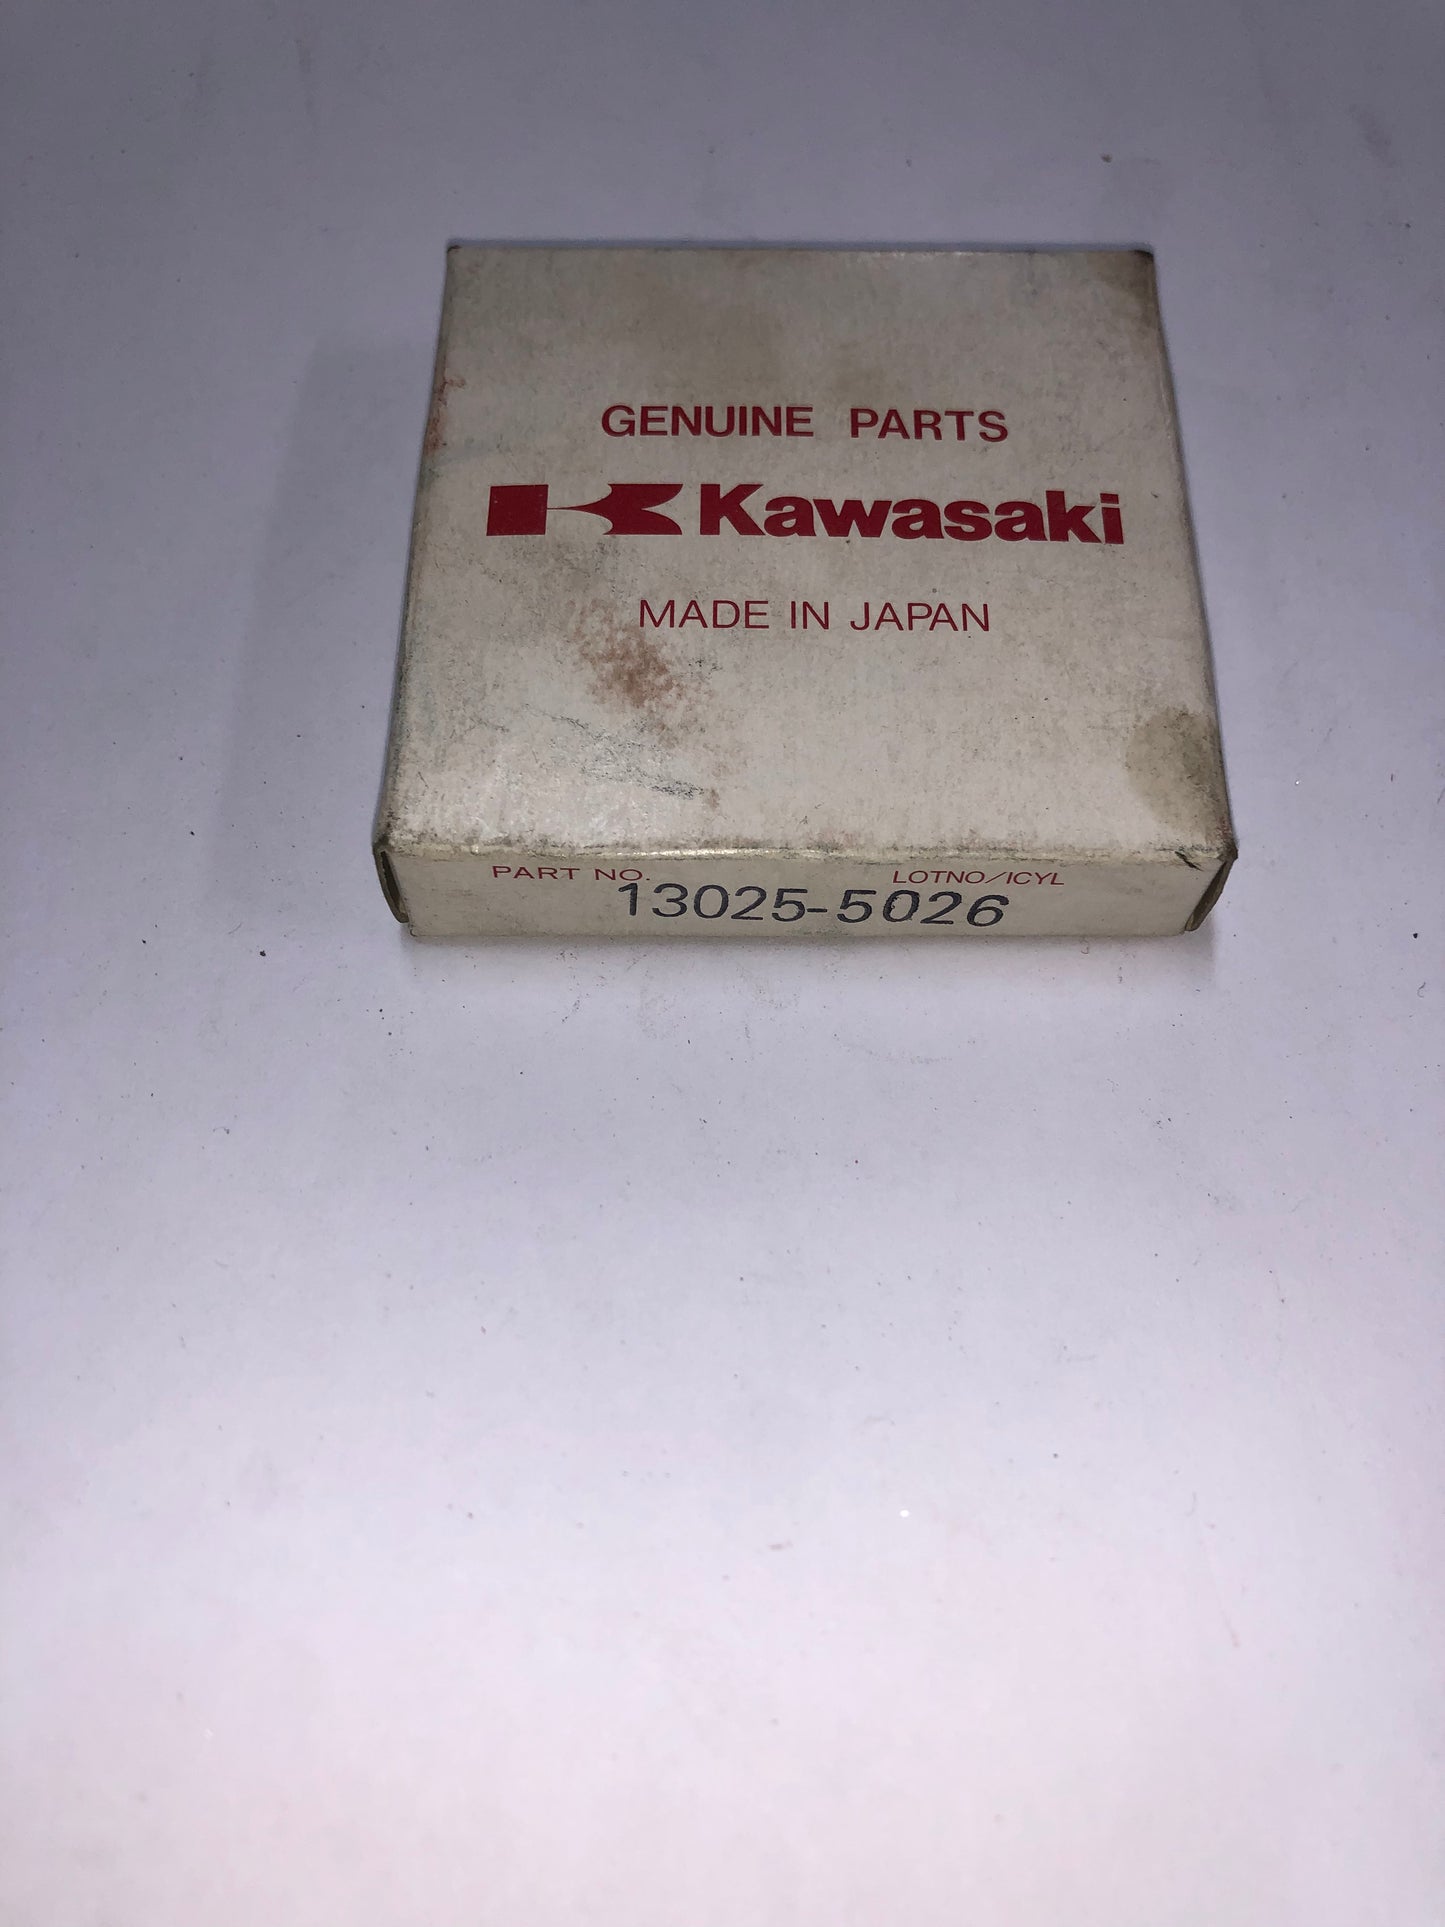 GENUINE PARTS
Kawasaki
MADE IN JAPAN
PART NO.
LOTNO/ICYL
13025-5026